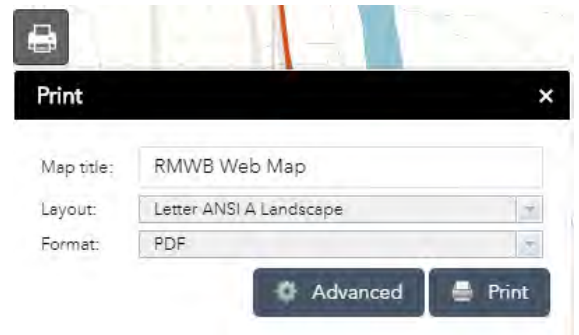 Print
Map title: RMWB Web Map
Layout: Letter ANSI A Landscape
Format: PDF
Advanced Print